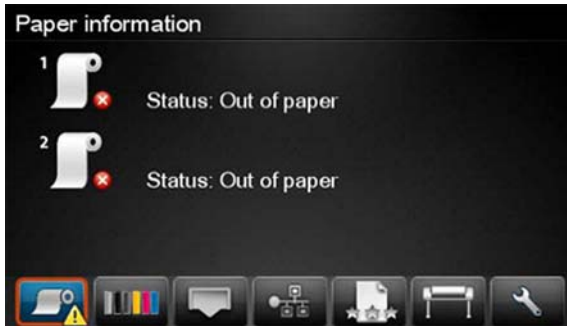 Paper information
1
Status: Out of paper
2
Status: Out of paper